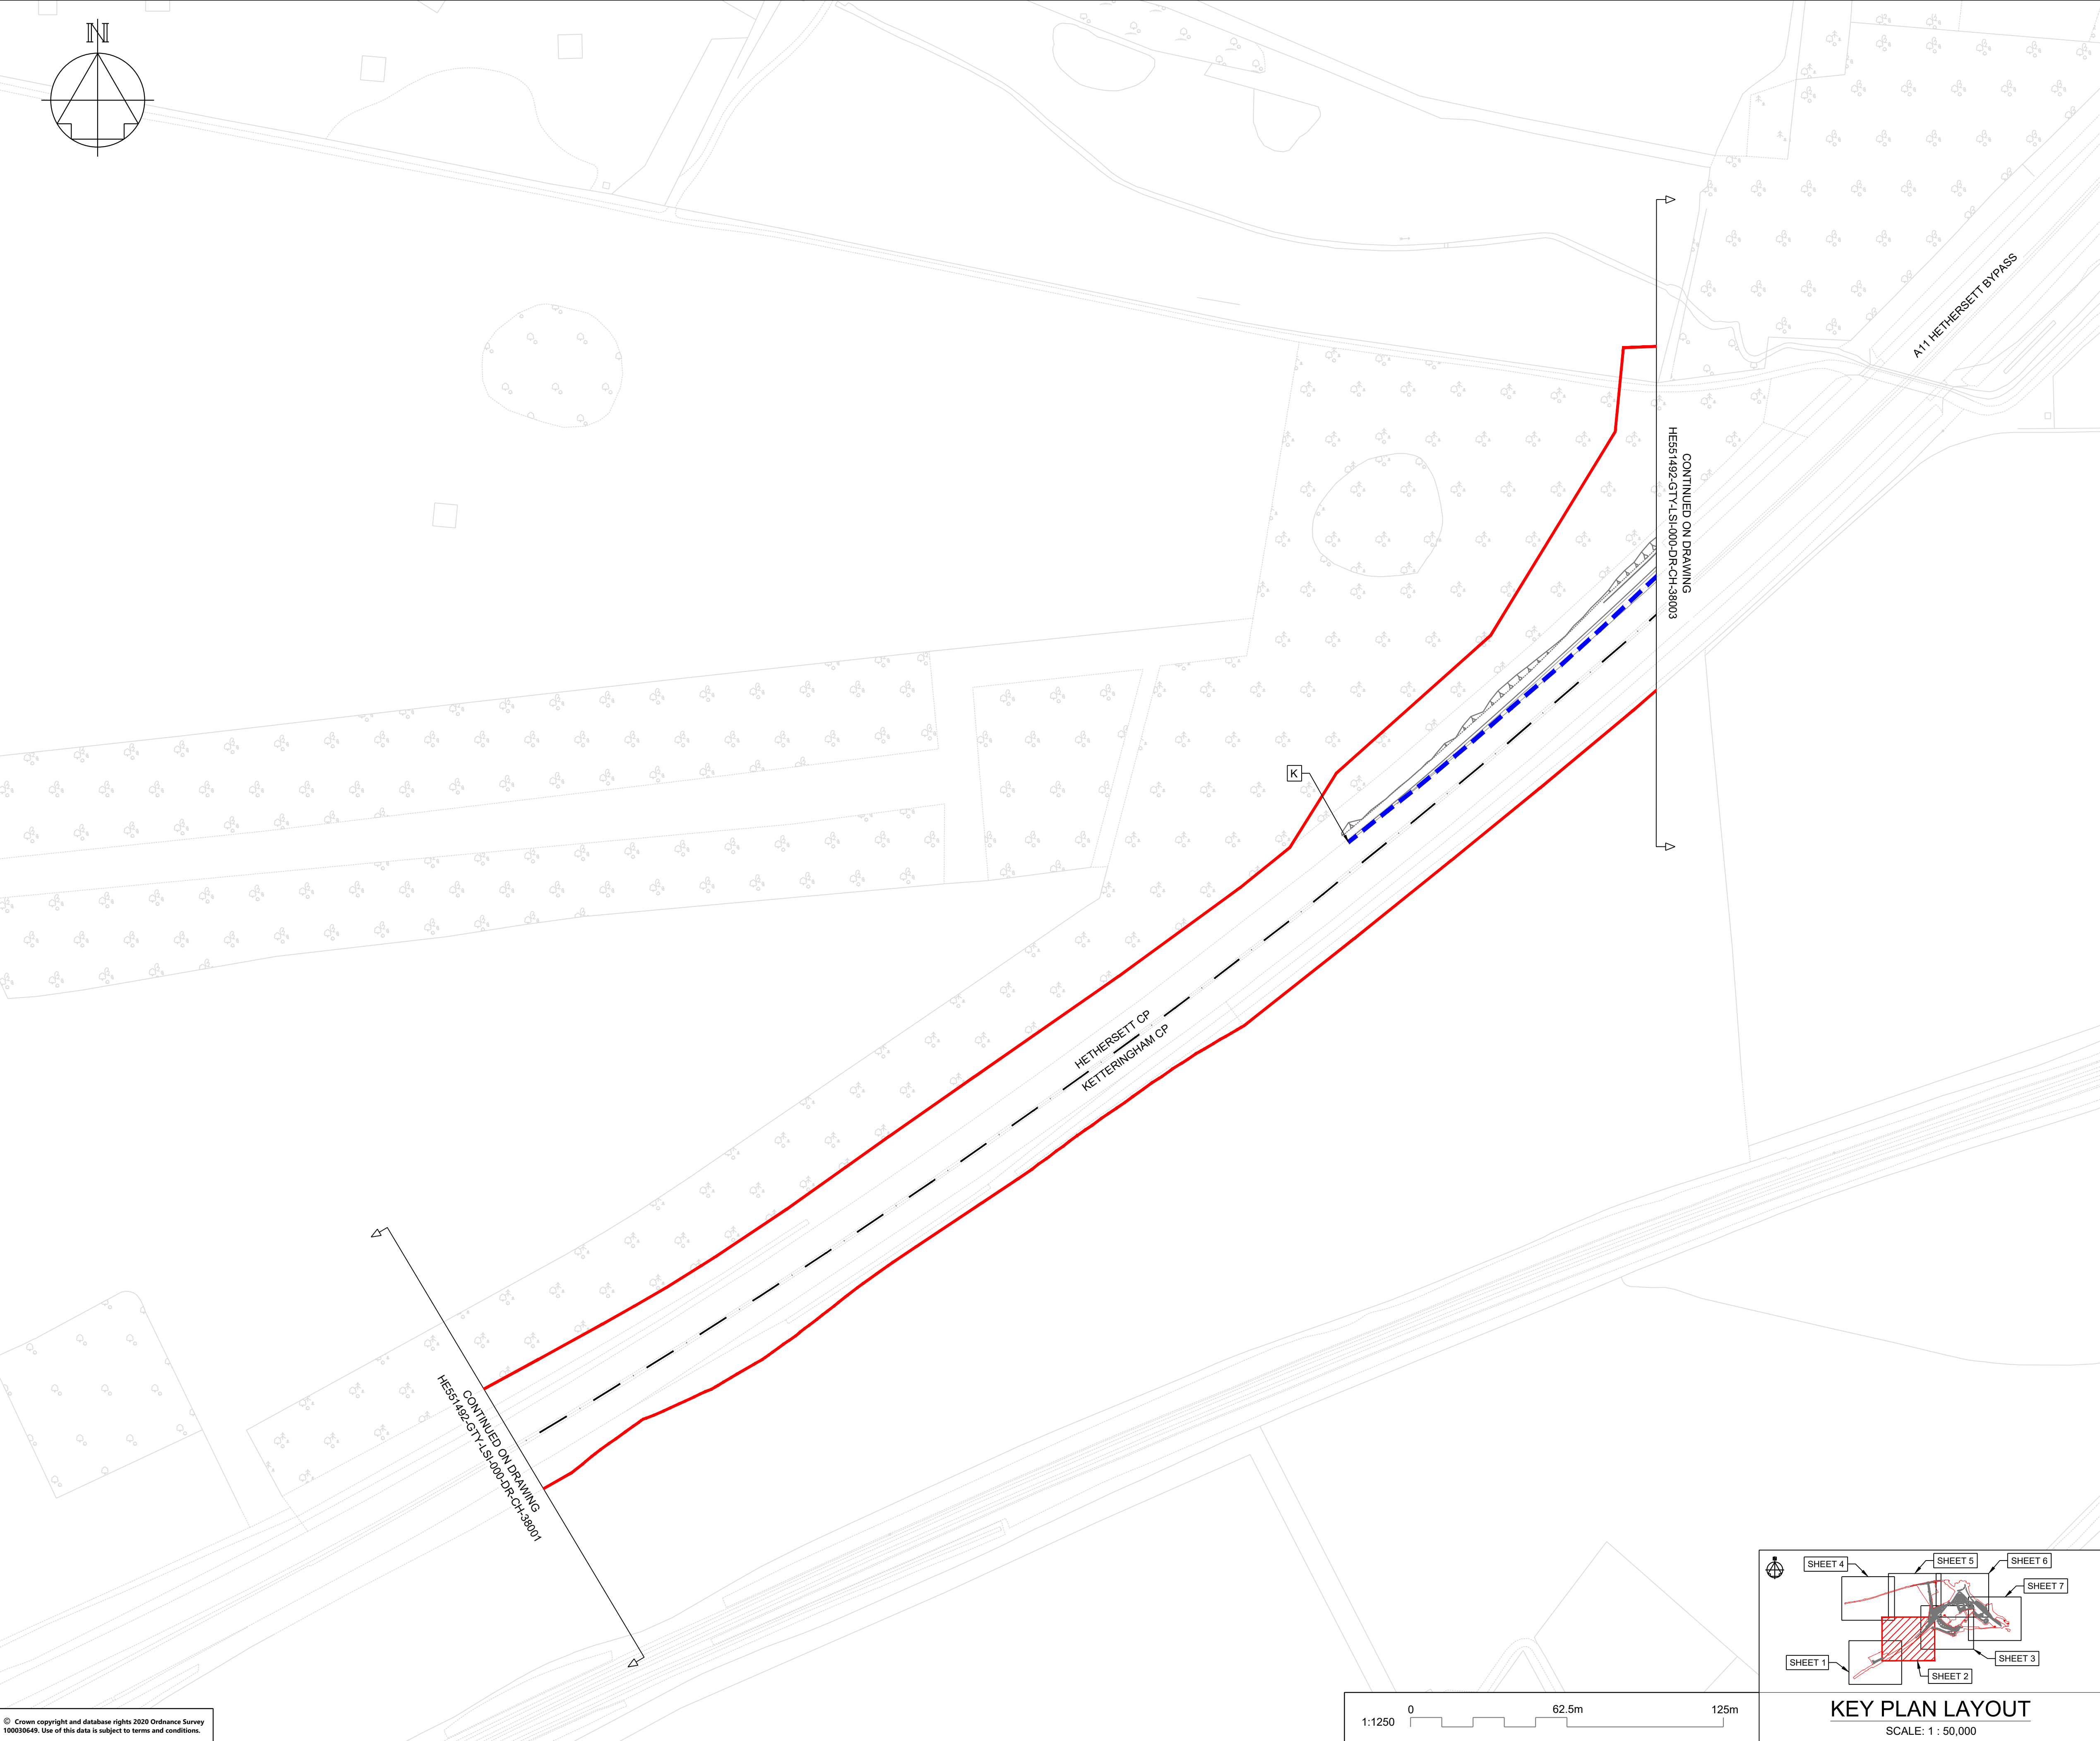 N
A11 HETHERSETT BYPASS
CONTINUED ON DRAWING
HE551492-GTY-LSI-000-DR-CH-38003
K
HETHERSETT CP
KETTERINGHAM CP
CONTINUED ON DRAWING
HE551492-GTY-LSI-000-DR-CH-38001
SHEET 4
SHEET 5
SHEET 6
SHEET 7
SHEET 1
SHEET 2
SHEET 3
KEY PLAN LAYOUT
SCALE: 1 : 50,000
1:1250
0
62.5m
125m
© Crown copyright and database rights 2020 Ordnance Survey
100030649. Use of this data is subject to terms and conditions.